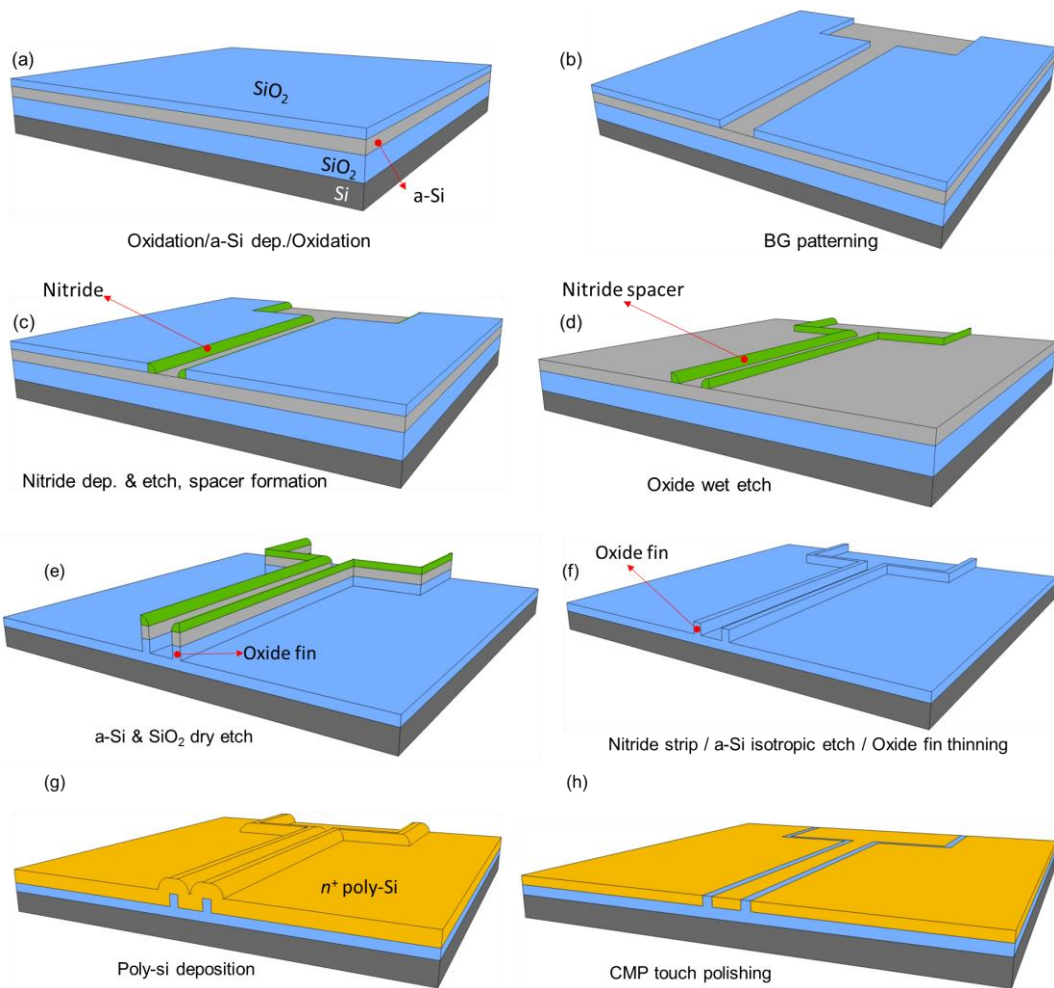 (a)
SiO₂
SiO₂
Si
a-Si
Oxidation/a-Si dep./Oxidation
(b)
BG patterning
(c)
Nitride
Nitride dep. & etch, spacer formation
(d)
Nitride spacer
Oxide wet etch
(e)
Oxide fin
a-Si & SiO₂ dry etch
(f)
Oxide fin
Nitride strip / a-Si isotropic etch / Oxide fin thinning
(g)
n⁺ poly-Si
Poly-si deposition
(h)
CMP touch polishing